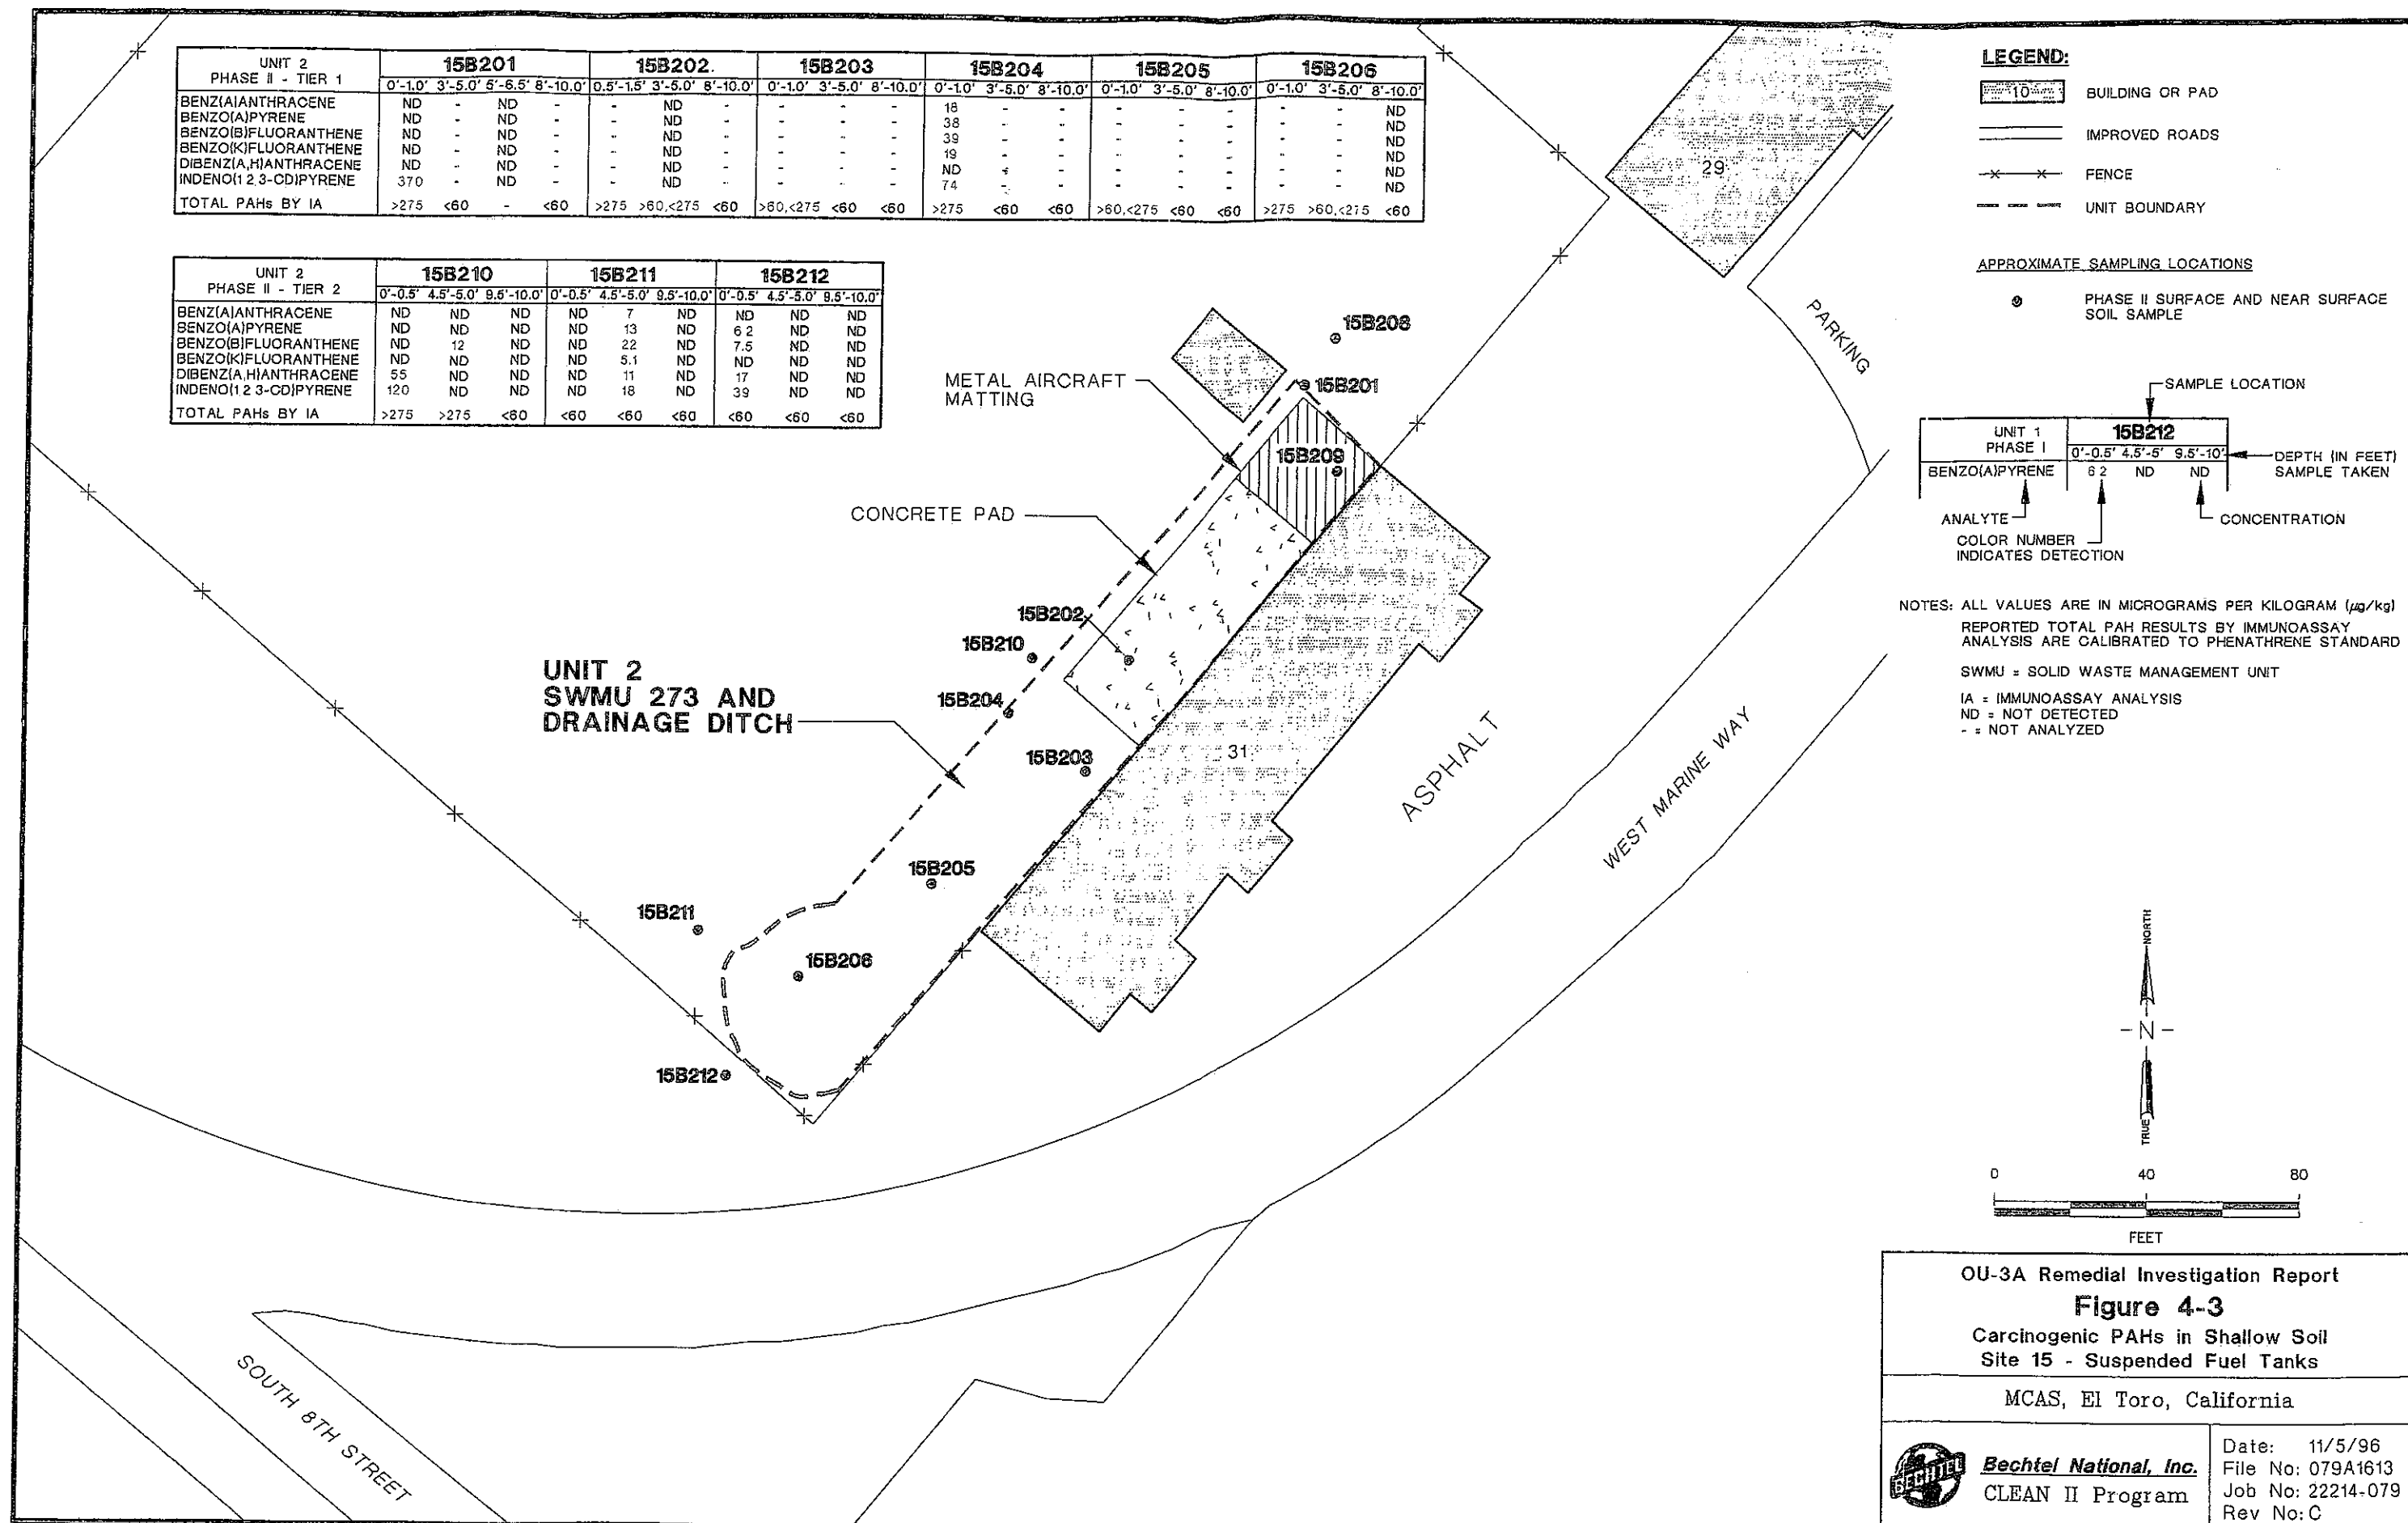 UNIT 2 15B201 15B202. 15B203 15B204 15B205 15B206
PHASE II - TIER 1 0'-1.0' 3'-5.0' 5'-6.5' 8'-10.0' 0.5'-1.5' 3'-5.0' 8'-10.0' 0'-1.0' 3'-5.0' 8'-10.0' 0'-1.0' 3'-5.0' 8'-10.0' 0'-1.0' 3'-5.0' 8'-10.0' 0'-1.0' 3'-5.0' 8'-10.0'
BENZ(A)ANTHRACENE ND - ND - - ND - - - - 18 - - - - - - - ND
BENZO(A)PYRENE ND - ND - - ND - - - - 38 - - - - - - - ND
BENZO(B)FLUORANTHENE ND - ND - - ND - - - - 39 - - - - - - - ND
BENZO(K)FLUORANTHENE ND - ND - - ND - - - - 19 - - - - - - - ND
DIBENZ(A,H)ANTHRACENE ND - ND - - ND - - - - ND - - - - - - - ND
INDENO(1 2 3-CD)PYRENE 370 - ND - - ND - - - - 74 - - - - - - - ND
TOTAL PAHs BY IA >275 <60 - <60 >275 >60,<275 <60 >60,<275 <60 <60 >275 <60 <60 >60,<275 <60 <60 >275 >60,<275 <60
UNIT 2 15B210 15B211 15B212
PHASE II - TIER 2 0'-0.5' 4.5'-5.0' 9.5'-10.0' 0'-0.5' 4.5'-5.0' 9.5'-10.0' 0'-0.5' 4.5'-5.0' 9.5'-10.0'
BENZ(A)ANTHRACENE ND ND ND ND 7 ND ND ND ND
BENZO(A)PYRENE ND ND ND ND 13 ND 6 2 ND ND
BENZO(B)FLUORANTHENE ND 12 ND ND 22 ND 7.5 ND ND
BENZO(K)FLUORANTHENE ND ND ND ND 5.1 ND ND ND ND
DIBENZ(A,H)ANTHRACENE 55 ND ND ND 11 ND 17 ND ND
INDENO(1 2 3-CD)PYRENE 120 ND ND ND 18 ND 39 ND ND
TOTAL PAHs BY IA >275 >275 <60 <60 <60 <60 <60 <60 <60
29
PARKING
15B208
15B201
METAL AIRCRAFT
MATTING
15B209
CONCRETE PAD
15B202
15B210
UNIT 2
SWMU 273 AND
DRAINAGE DITCH
15B204
15B203
31
ASPHALT
WEST MARINE WAY
15B205
15B211
15B206
15B212
SOUTH 8TH STREET
LEGEND:
10 BUILDING OR PAD
IMPROVED ROADS
FENCE
UNIT BOUNDARY
APPROXIMATE SAMPLING LOCATIONS
PHASE II SURFACE AND NEAR SURFACE
SOIL SAMPLE
SAMPLE LOCATION
UNIT 1 15B212
PHASE I 0'-0.5' 4.5'-5' 9.5'-10'
DEPTH (IN FEET)
SAMPLE TAKEN
BENZO(A)PYRENE 6 2 ND ND
ANALYTE
CONCENTRATION
COLOR NUMBER
INDICATES DETECTION
NOTES: ALL VALUES ARE IN MICROGRAMS PER KILOGRAM (µg/kg)
REPORTED TOTAL PAH RESULTS BY IMMUNOASSAY
ANALYSIS ARE CALIBRATED TO PHENATHRENE STANDARD
SWMU = SOLID WASTE MANAGEMENT UNIT
IA = IMMUNOASSAY ANALYSIS
ND = NOT DETECTED
- = NOT ANALYZED
NORTH
-N-
TRUE
0 40 80
FEET
OU-3A Remedial Investigation Report
Figure 4-3
Carcinogenic PAHs in Shallow Soil
Site 15 - Suspended Fuel Tanks
MCAS, El Toro, California
BECHTEL
Bechtel National, Inc.
CLEAN II Program
Date: 11/5/96
File No: 079A1613
Job No: 22214-079
Rev No: C